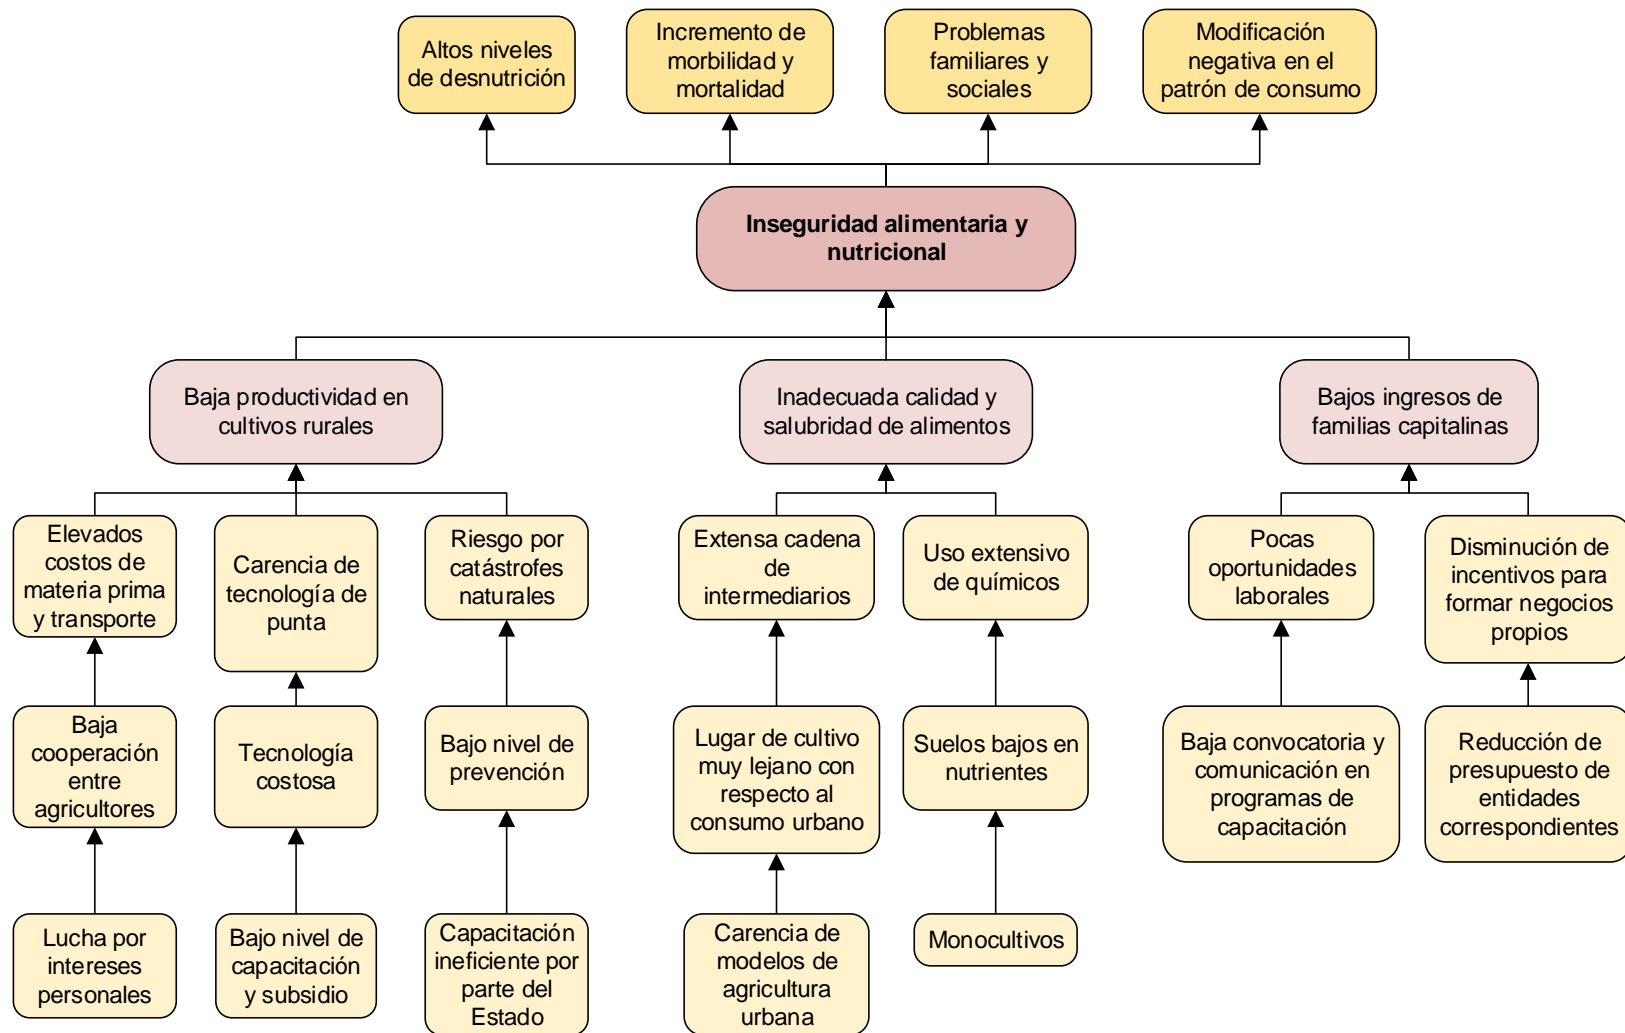 Altos niveles
de desnutrición
Incremento de
morbilidad y
mortalidad
Problemas
familiares y
sociales
Modificación
negativa en el
patrón de consumo
Inseguridad alimentaria y
nutricional
Baja productividad en
cultivos rurales
Inadecuada calidad y
salubridad de alimentos
Bajos ingresos de
familias capitalinas
Elevados
costos de
materia prima
y transporte
Carencia de
tecnología de
punta
Riesgo por
catástrofes
naturales
Extensa cadena
de
intermediarios
Uso extensivo
de químicos
Pocas
oportunidades
laborales
Disminución de
incentivos para
formar negocios
propios
Baja
cooperación
entre
agricultores
Tecnología
costosa
Bajo nivel de
prevención
Lugar de cultivo
muy lejano con
respecto al
consumo urbano
Suelos bajos en
nutrientes
Baja convocatoria y
comunicación en
programas de
capacitación
Reducción de
presupuesto de
entidades
correspondientes
Lucha por
intereses
personales
Bajo nivel de
capacitación
y subsidio
Capacitación
ineficiente por
parte del
Estado
Carencia de
modelos de
agricultura
urbana
Monocultivos